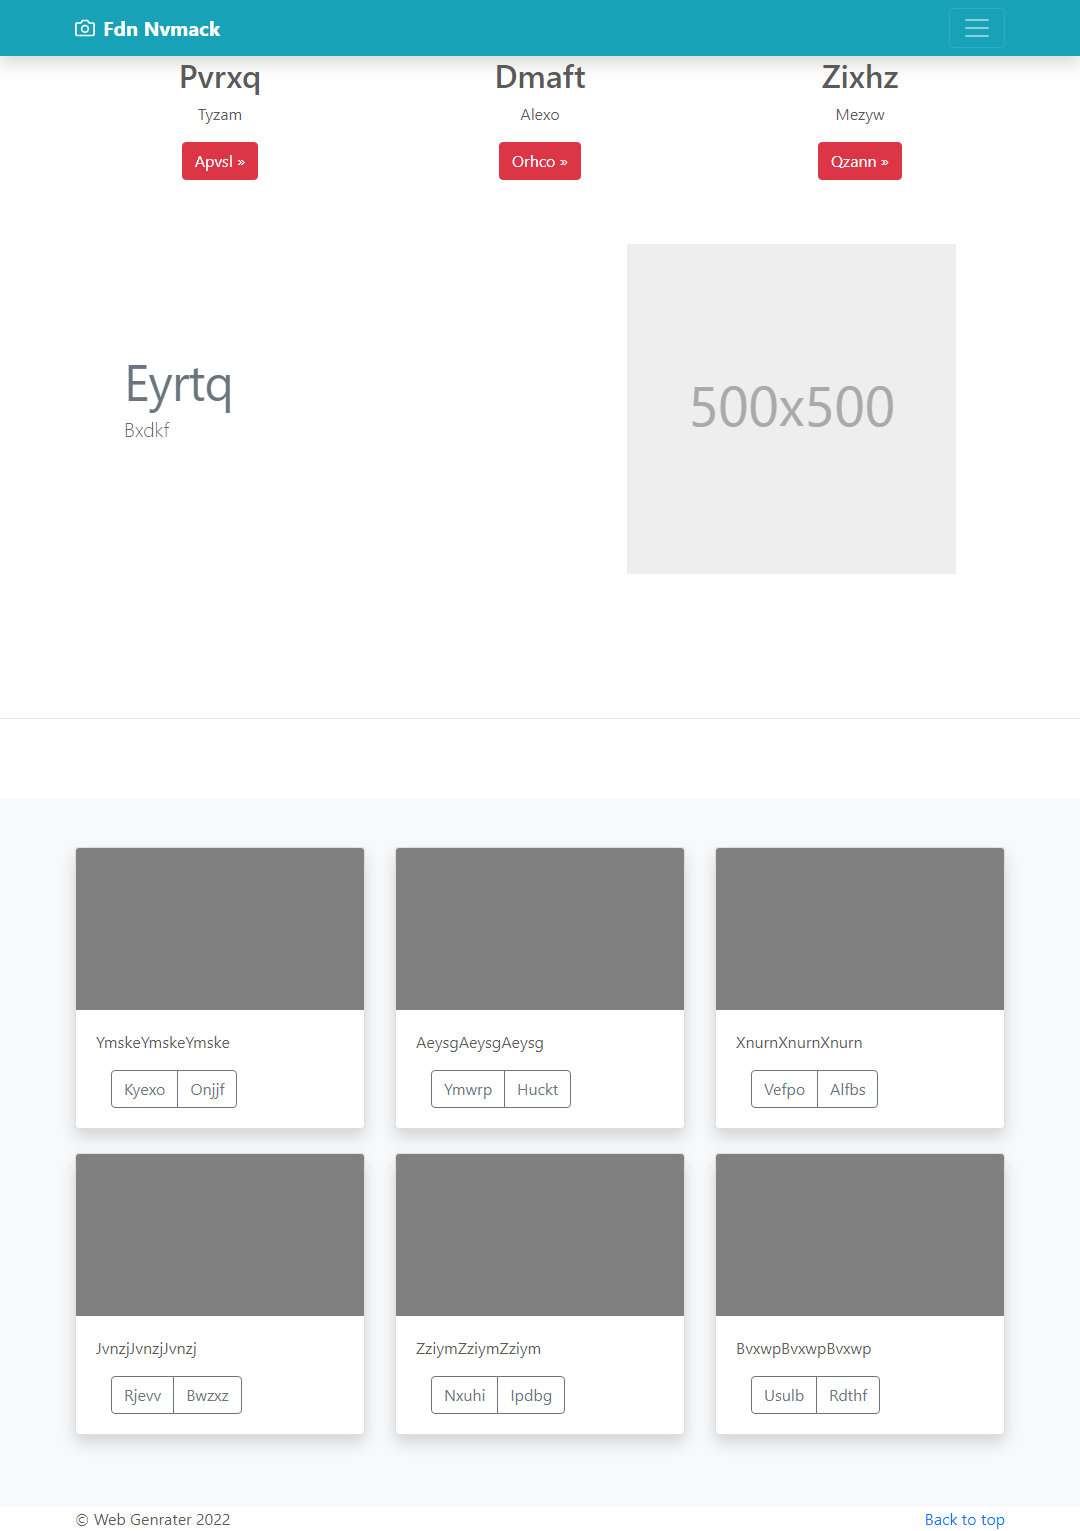 Fdn Nvmack
Pvrxq
Tyzam
Apvsl »
Dmaft
Alexo
Orhco »
Zixhz
Mezyw
Qzann »
Eyrtq
Bxdkf
500x500
YmskeYmskeYmske
Kyexo Onjjf
AeysgAeysgAeysg
Ymwrp Huckt
XnurnXnurnXnurn
Vefpo Alfbs
JvnzjJvnzjJvnzj
Rjevv Bwzxz
ZziymZziymZziym
Nxuhi Ipdbg
BvxwpBvxwpBvxwp
Usulb Rdthf
© Web Genrater 2022
Back to top